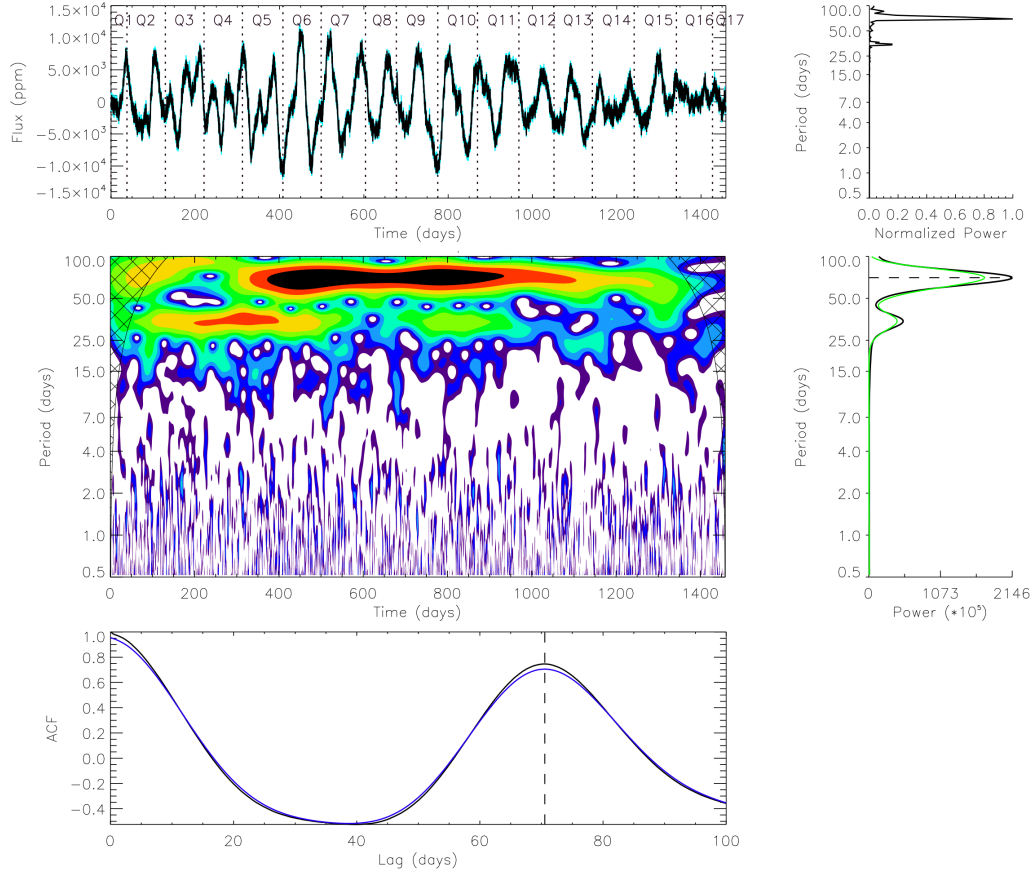 Q1 Q2 Q3 Q4 Q5 Q6 Q7 Q8 Q9 Q10 Q11 Q12 Q13 Q14 Q15 Q16 Q17
1.5×10⁴
1.0×10⁴
5.0×10³
0
−5.0×10³
−1.0×10⁴
−1.5×10⁴
Flux (ppm)
0 200 400 600 800 1000 1200 1400
Time (days)
100.0
50.0
25.0
15.0
7.0
4.0
2.0
1.0
0.5
Period (days)
0.0 0.2 0.4 0.6 0.8 1.0
Normalized Power
100.0
50.0
25.0
15.0
7.0
4.0
2.0
1.0
0.5
Period (days)
0 200 400 600 800 1000 1200 1400
Time (days)
100.0
50.0
25.0
15.0
7.0
4.0
2.0
1.0
0.5
Period (days)
0 1073 2146
Power (*10⁵)
1.0
0.8
0.6
0.4
0.2
0.0
−0.2
−0.4
ACF
0 20 40 60 80 100
Lag (days)